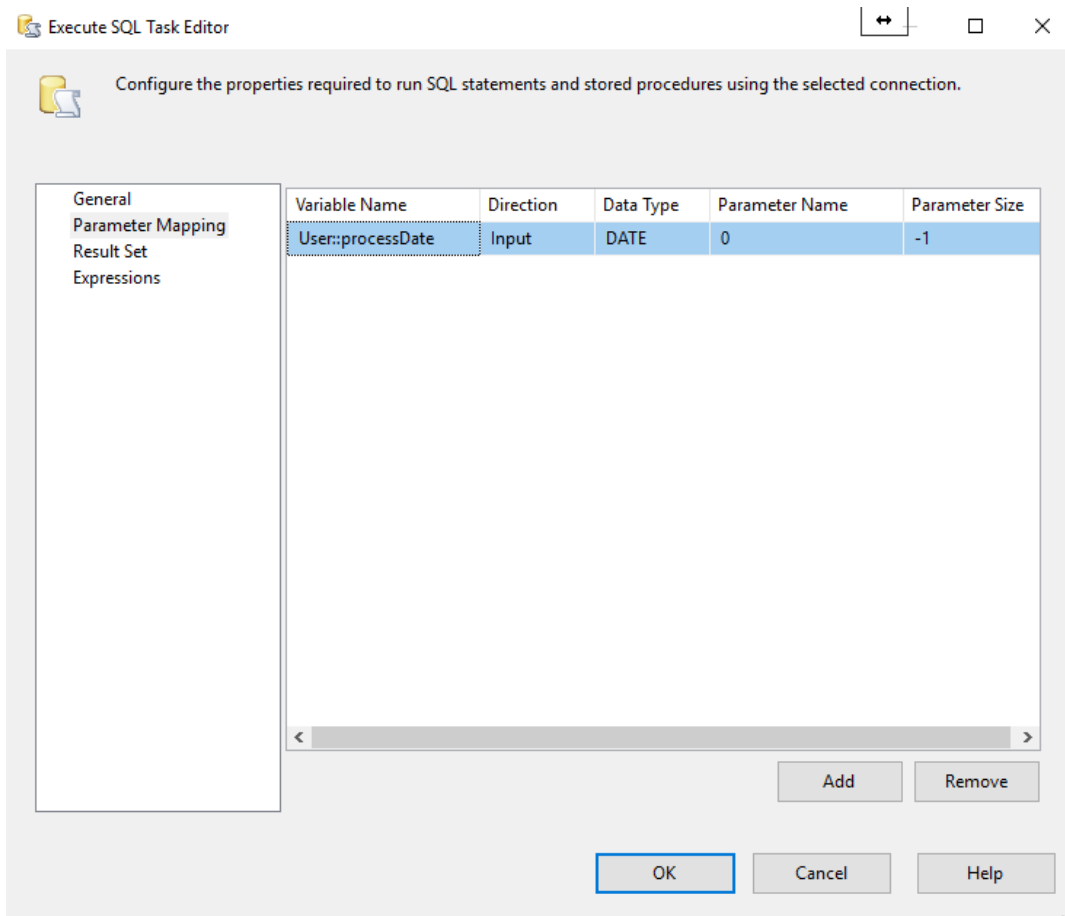 Execute SQL Task Editor
Configure the properties required to run SQL statements and stored procedures using the selected connection.
General
Parameter Mapping
Result Set
Expressions
Variable Name Direction Data Type Parameter Name Parameter Size
User::processDate Input DATE 0 -1
Add Remove
OK Cancel Help